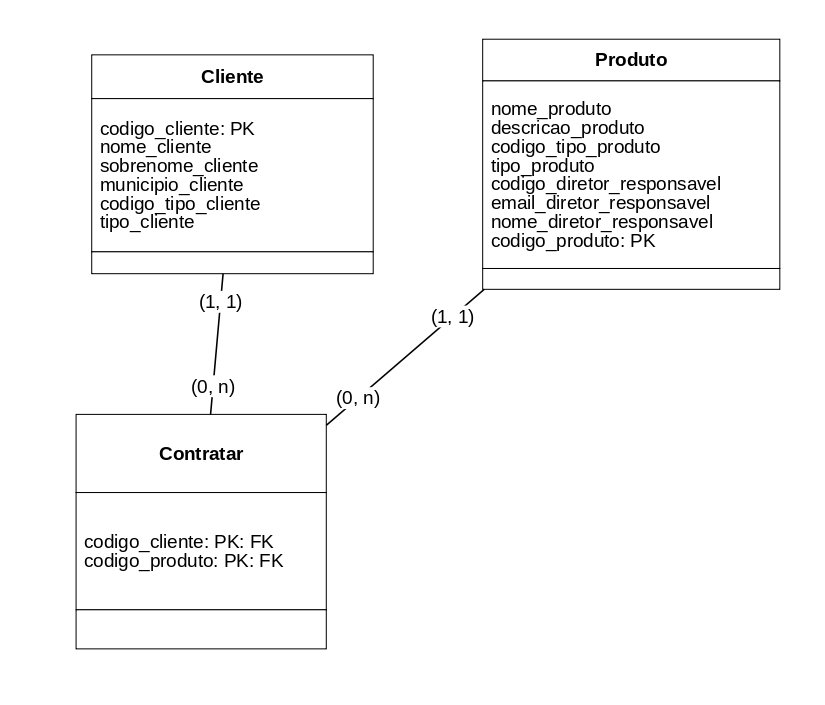 Cliente
codigo_cliente: PK
nome_cliente
sobrenome_cliente
municipio_cliente
codigo_tipo_cliente
tipo_cliente
Produto
nome_produto
descricao_produto
codigo_tipo_produto
tipo_produto
codigo_diretor_responsavel
email_diretor_responsavel
nome_diretor_responsavel
codigo_produto: PK
(1, 1)
(0, n)
(1, 1)
(0, n)
Contratar
codigo_cliente: PK: FK
codigo_produto: PK: FK